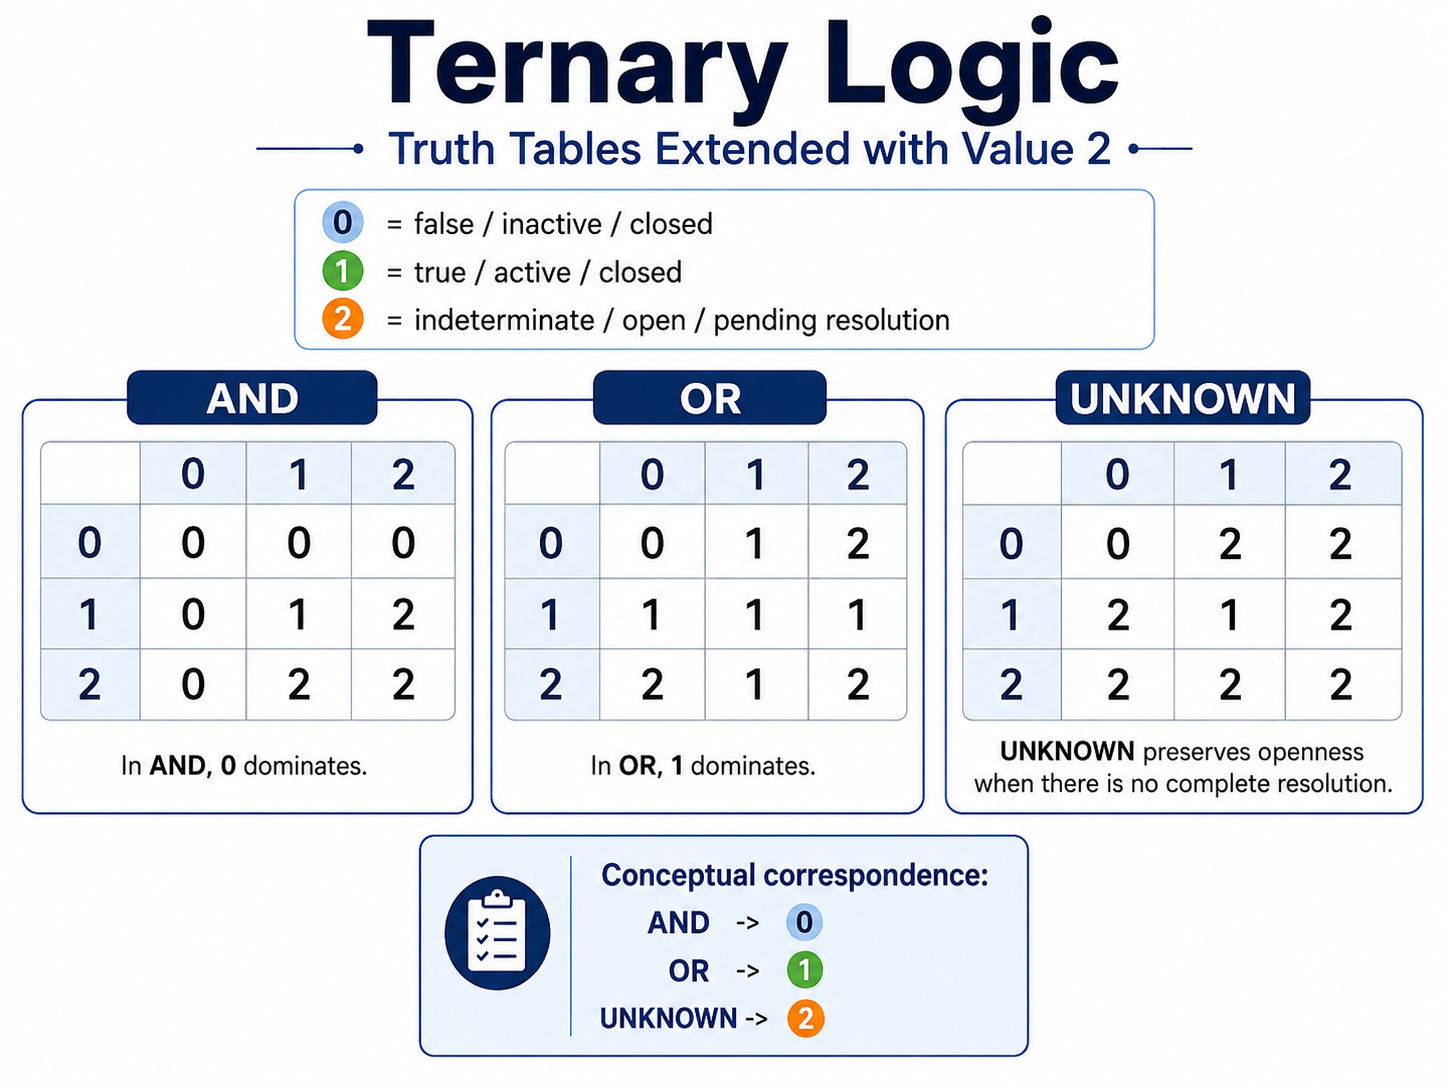 Ternary Logic
Truth Tables Extended with Value 2
0 = false / inactive / closed
1 = true / active / closed
2 = indeterminate / open / pending resolution
AND
0 1 2
0 0 0 0
1 0 1 2
2 0 2 2
In AND, 0 dominates.
OR
0 1 2
0 0 1 2
1 1 1 1
2 2 1 2
In OR, 1 dominates.
UNKNOWN
0 1 2
0 0 2 2
1 2 1 2
2 2 2 2
UNKNOWN preserves openness
when there is no complete resolution.
Conceptual correspondence:
AND -> 0
OR -> 1
UNKNOWN -> 2